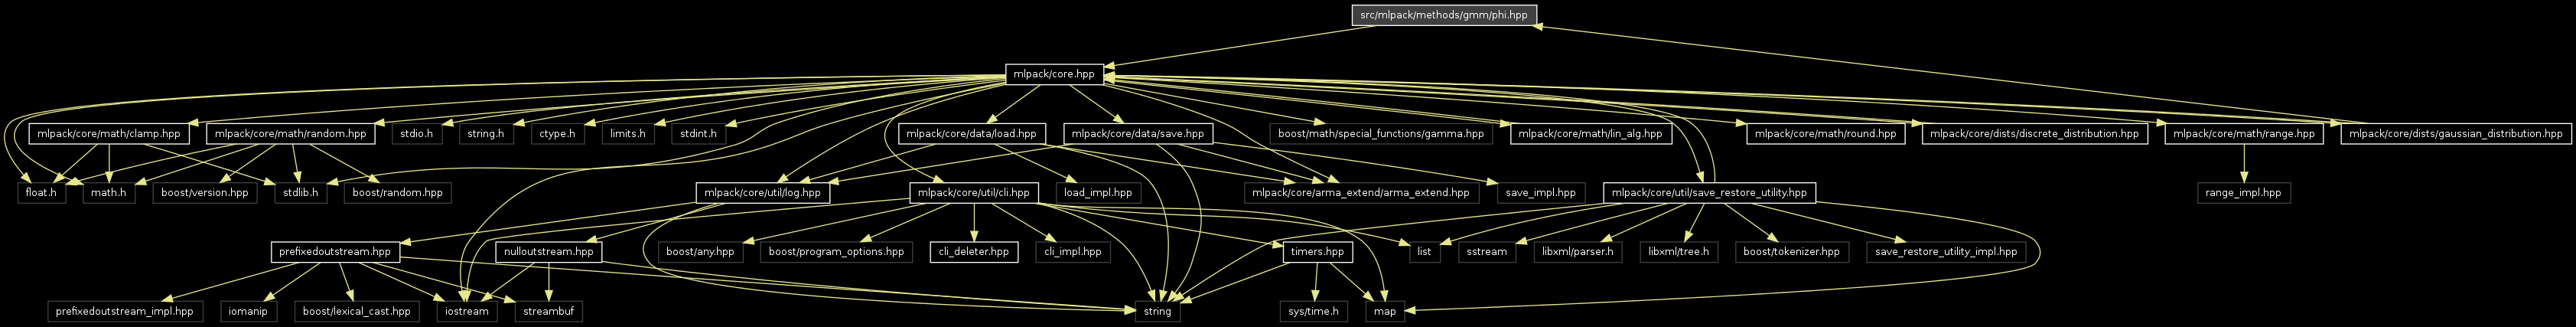 src/mlpack/methods/gmm/phi.hpp
mlpack/core.hpp
mlpack/core/math/clamp.hpp
mlpack/core/math/random.hpp
stdio.h
string.h
ctype.h
limits.h
stdint.h
mlpack/core/data/load.hpp
mlpack/core/data/save.hpp
boost/math/special_functions/gamma.hpp
mlpack/core/math/lin_alg.hpp
mlpack/core/math/round.hpp
mlpack/core/dists/discrete_distribution.hpp
mlpack/core/math/range.hpp
mlpack/core/dists/gaussian_distribution.hpp
float.h
math.h
boost/version.hpp
stdlib.h
boost/random.hpp
mlpack/core/util/log.hpp
mlpack/core/util/cli.hpp
load_impl.hpp
mlpack/core/arma_extend/arma_extend.hpp
save_impl.hpp
mlpack/core/util/save_restore_utility.hpp
range_impl.hpp
prefixedoutstream.hpp
nulloutstream.hpp
boost/any.hpp
boost/program_options.hpp
cli_deleter.hpp
cli_impl.hpp
timers.hpp
list
sstream
libxml/parser.h
libxml/tree.h
boost/tokenizer.hpp
save_restore_utility_impl.hpp
prefixedoutstream_impl.hpp
iomanip
boost/lexical_cast.hpp
iostream
streambuf
string
sys/time.h
map